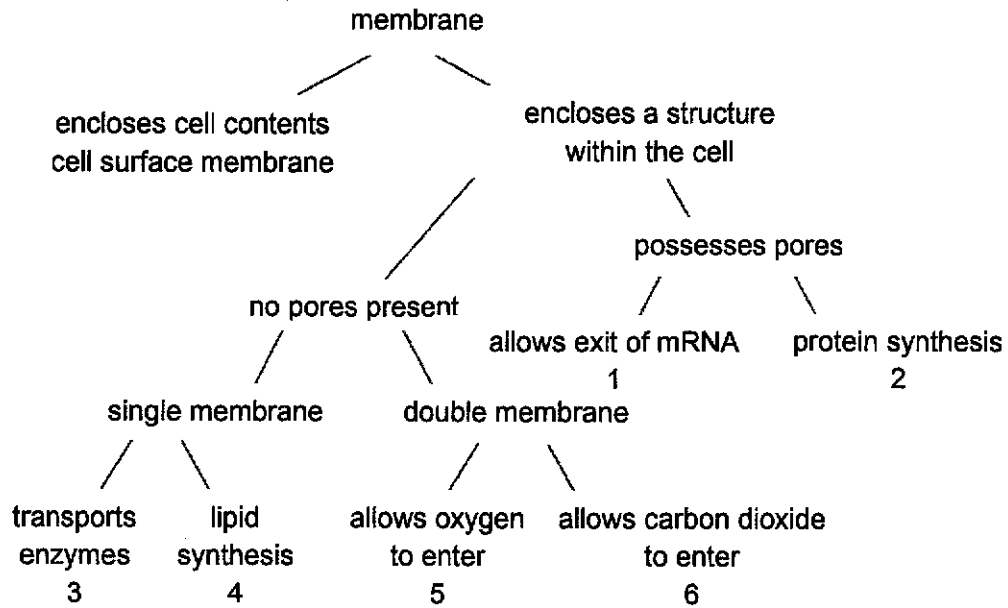 membrane
encloses cell contents
cell surface membrane
encloses a structure
within the cell
possesses pores
no pores present
allows exit of mRNA
1
protein synthesis
2
single membrane
double membrane
transports
enzymes
3
lipid
synthesis
4
allows oxygen
to enter
5
allows carbon dioxide
to enter
6